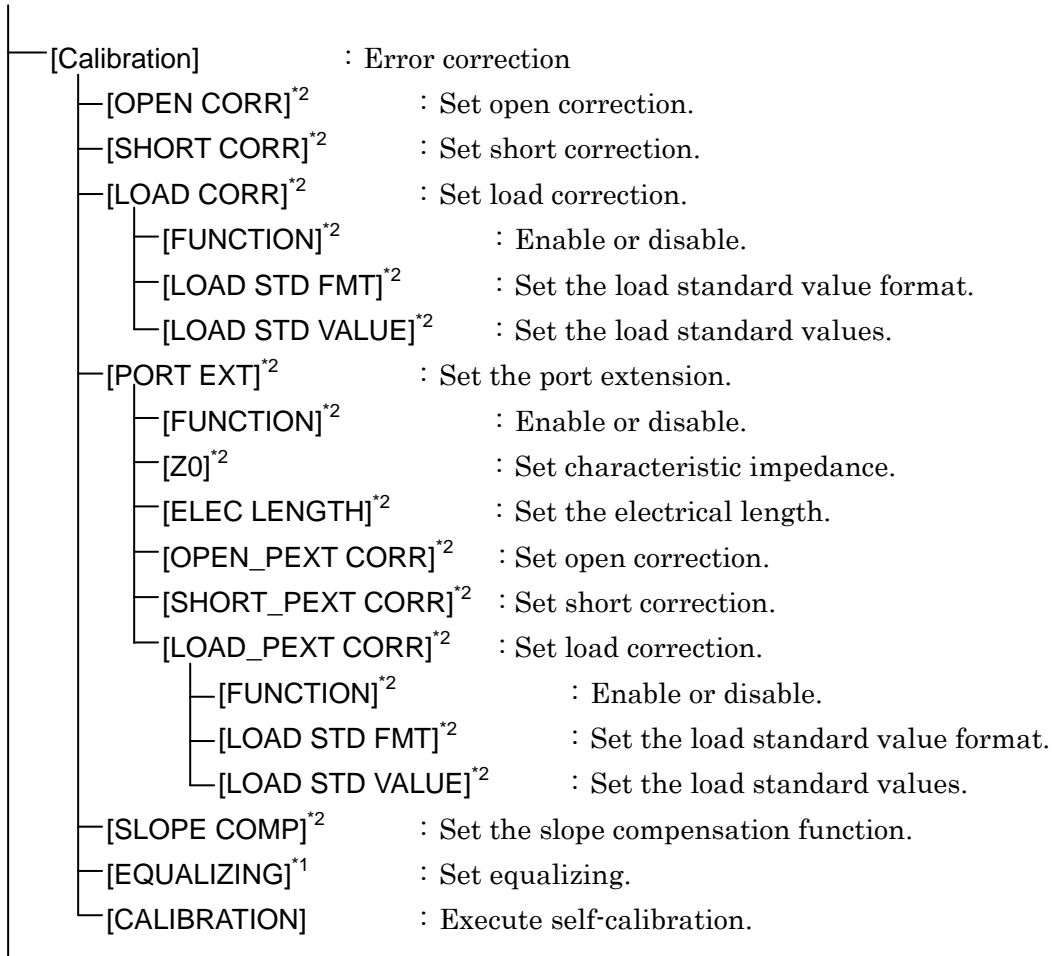 [Calibration] : Error correction
[OPEN CORR]*2 : Set open correction.
[SHORT CORR]*2 : Set short correction.
[LOAD CORR]*2 : Set load correction.
[FUNCTION]*2 : Enable or disable.
[LOAD STD FMT]*2 : Set the load standard value format.
[LOAD STD VALUE]*2 : Set the load standard values.
[PORT EXT]*2 : Set the port extension.
[FUNCTION]*2 : Enable or disable.
[Z0]*2 : Set characteristic impedance.
[ELEC LENGTH]*2 : Set the electrical length.
[OPEN_PEXT CORR]*2 : Set open correction.
[SHORT_PEXT CORR]*2 : Set short correction.
[LOAD_PEXT CORR]*2 : Set load correction.
[FUNCTION]*2 : Enable or disable.
[LOAD STD FMT]*2 : Set the load standard value format.
[LOAD STD VALUE]*2 : Set the load standard values.
[SLOPE COMP]*2 : Set the slope compensation function.
[EQUALIZING]*1 : Set equalizing.
[CALIBRATION] : Execute self-calibration.